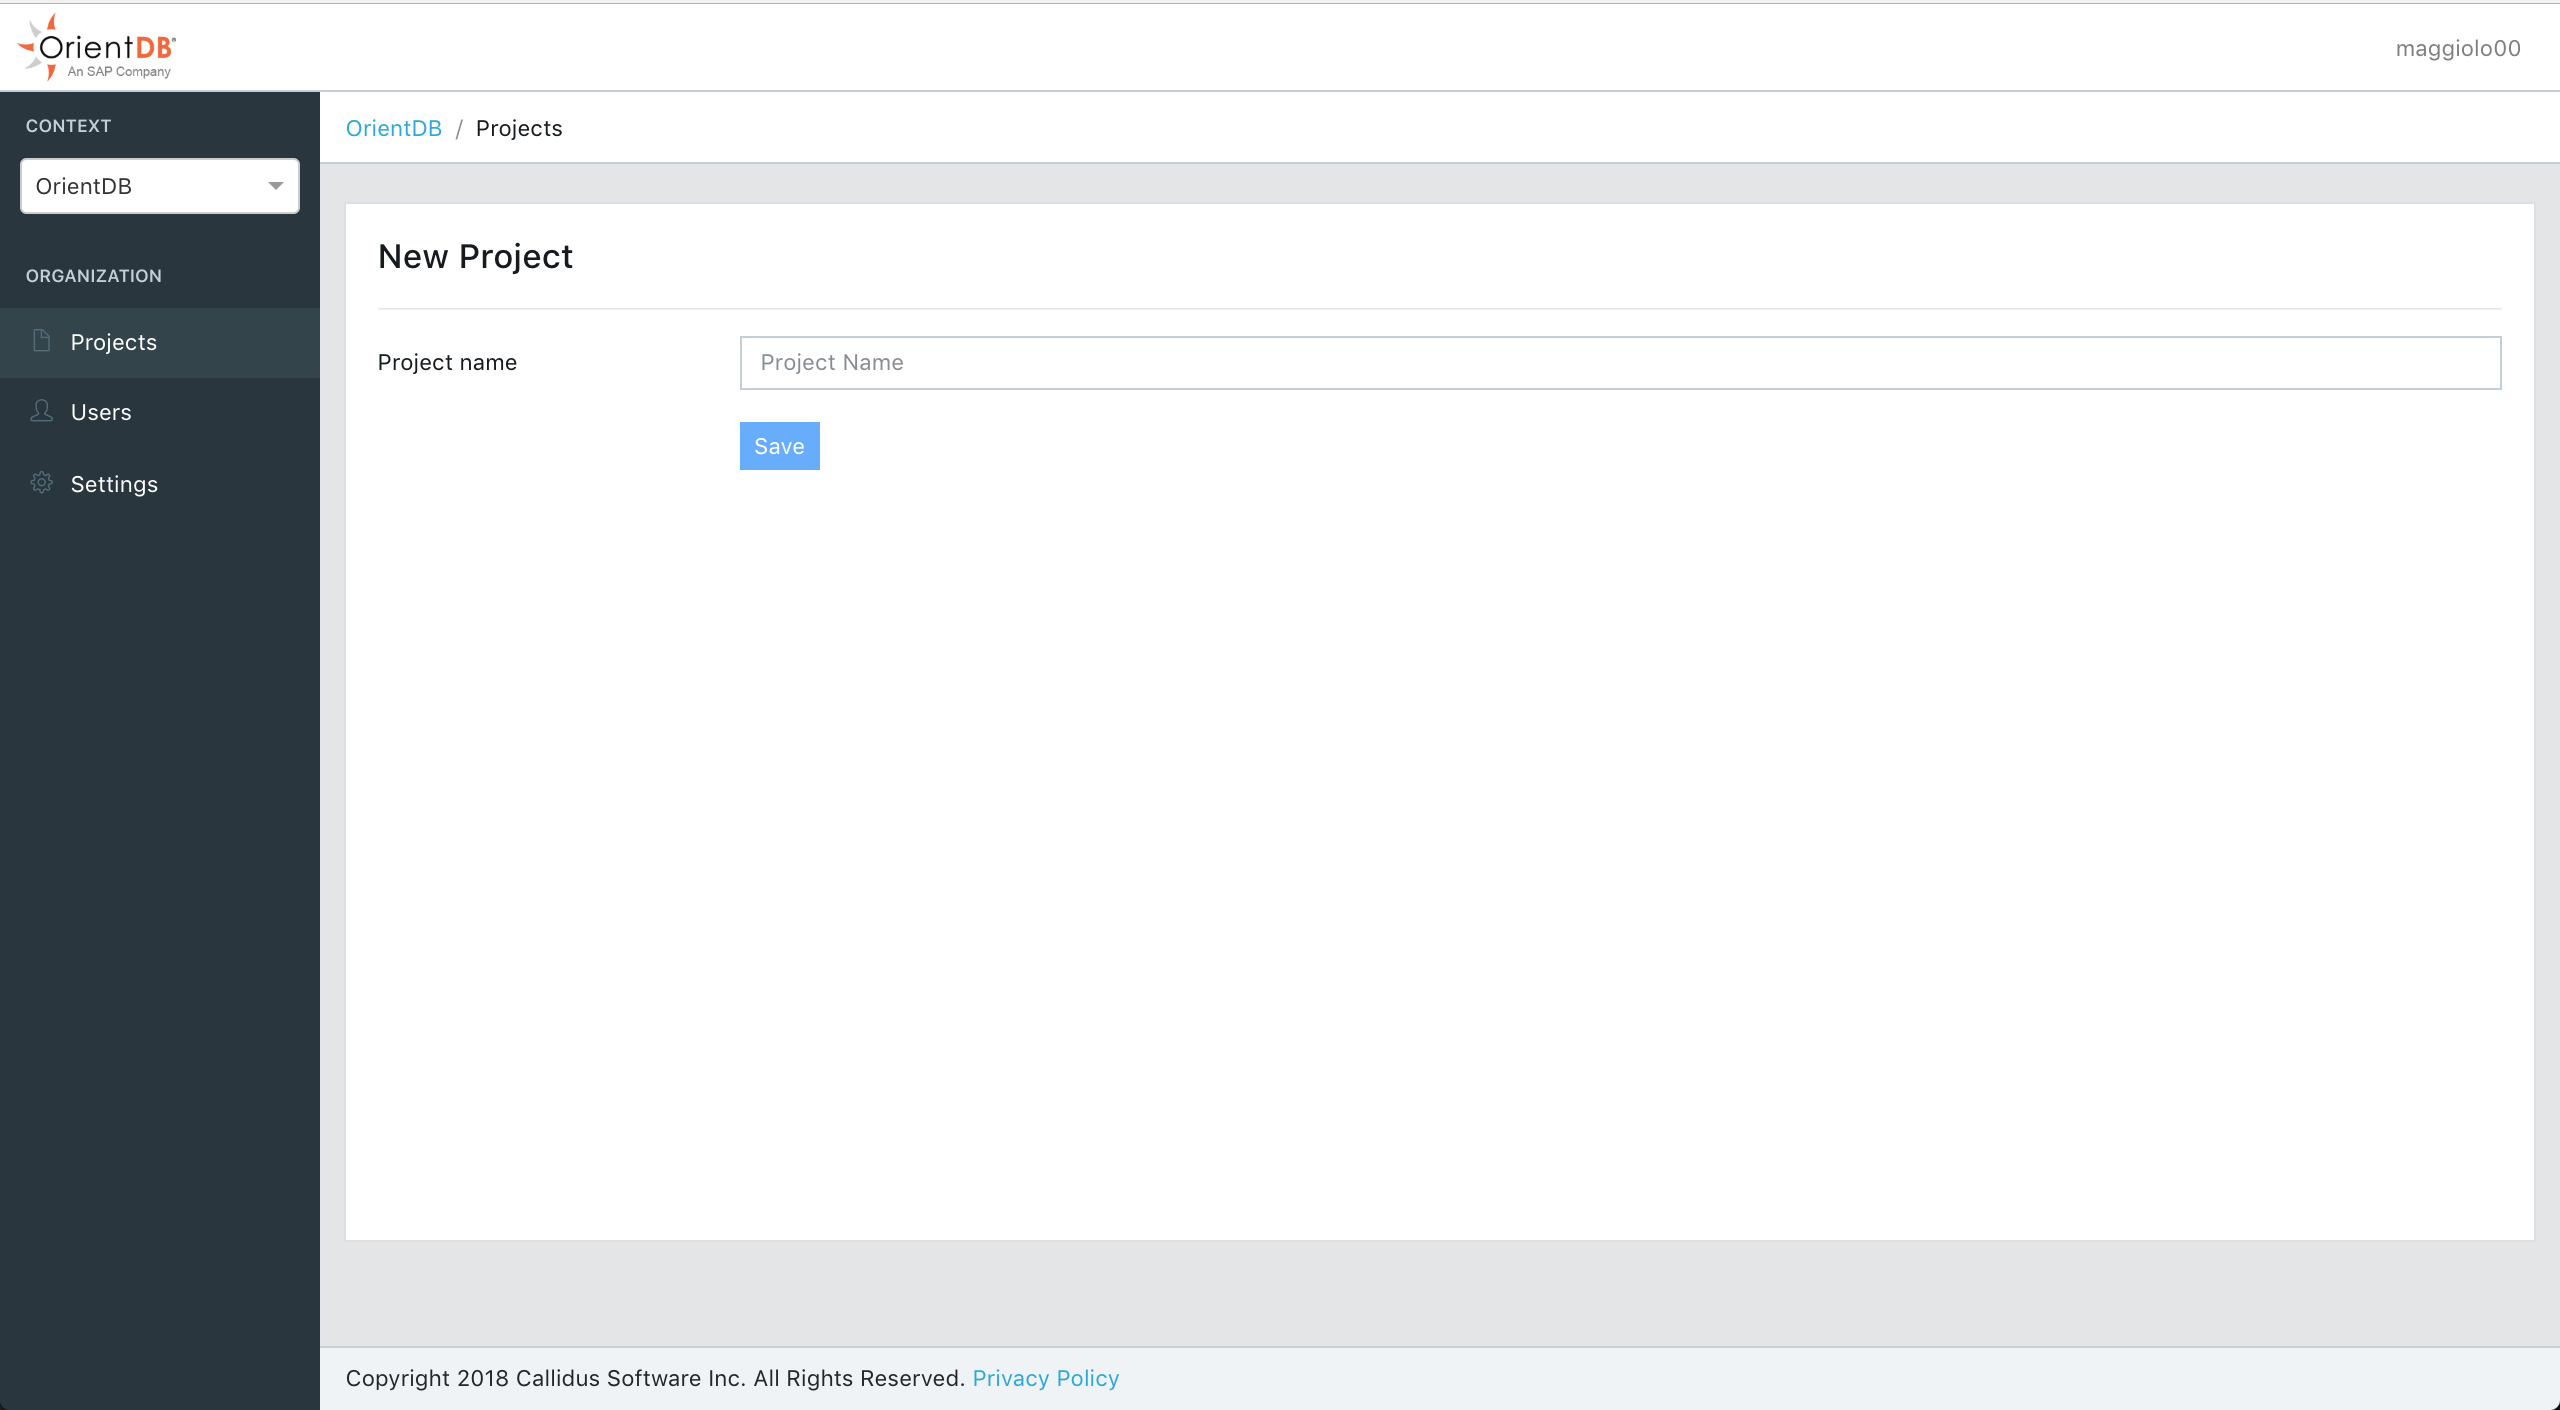 OrientDB®
An SAP Company
maggiolo00
CONTEXT
OrientDB
ORGANIZATION
Projects
Users
Settings
OrientDB / Projects
New Project
Project name
Project Name
Save
Copyright 2018 Callidus Software Inc. All Rights Reserved. Privacy Policy